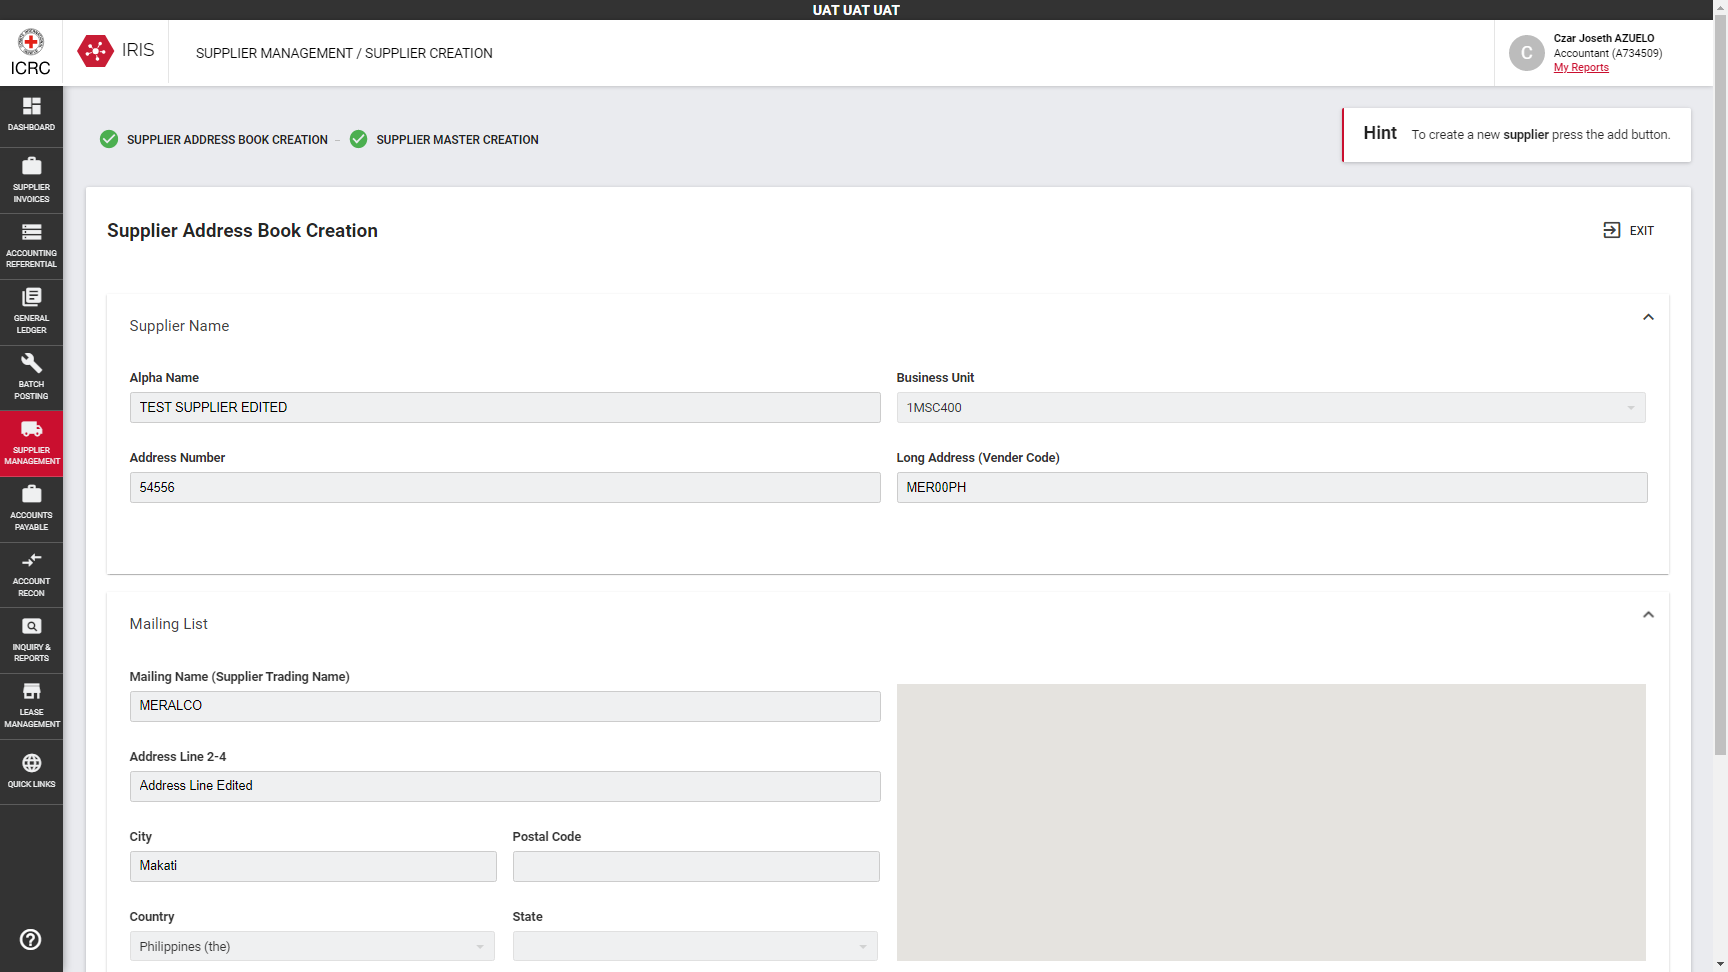 UAT UAT UAT
ICRC
IRIS
SUPPLIER MANAGEMENT / SUPPLIER CREATION
C
Czar Joseth AZUELO
Accountant (A734509)
My Reports
DASHBOARD
SUPPLIER
INVOICES
ACCOUNTING
REFERENTIAL
GENERAL
LEDGER
BATCH
POSTING
SUPPLIER
MANAGEMENT
ACCOUNTS
PAYABLE
ACCOUNT
RECON
INQUIRY &
REPORTS
LEASE
MANAGEMENT
QUICK LINKS
SUPPLIER ADDRESS BOOK CREATION
SUPPLIER MASTER CREATION
Hint To create a new supplier press the add button.
Supplier Address Book Creation
EXIT
Supplier Name
Alpha Name
TEST SUPPLIER EDITED
Business Unit
1MSC400
Address Number
54556
Long Address (Vender Code)
MER00PH
Mailing List
Mailing Name (Supplier Trading Name)
MERALCO
Address Line 2-4
Address Line Edited
City
Makati
Postal Code
Country
Philippines (the)
State